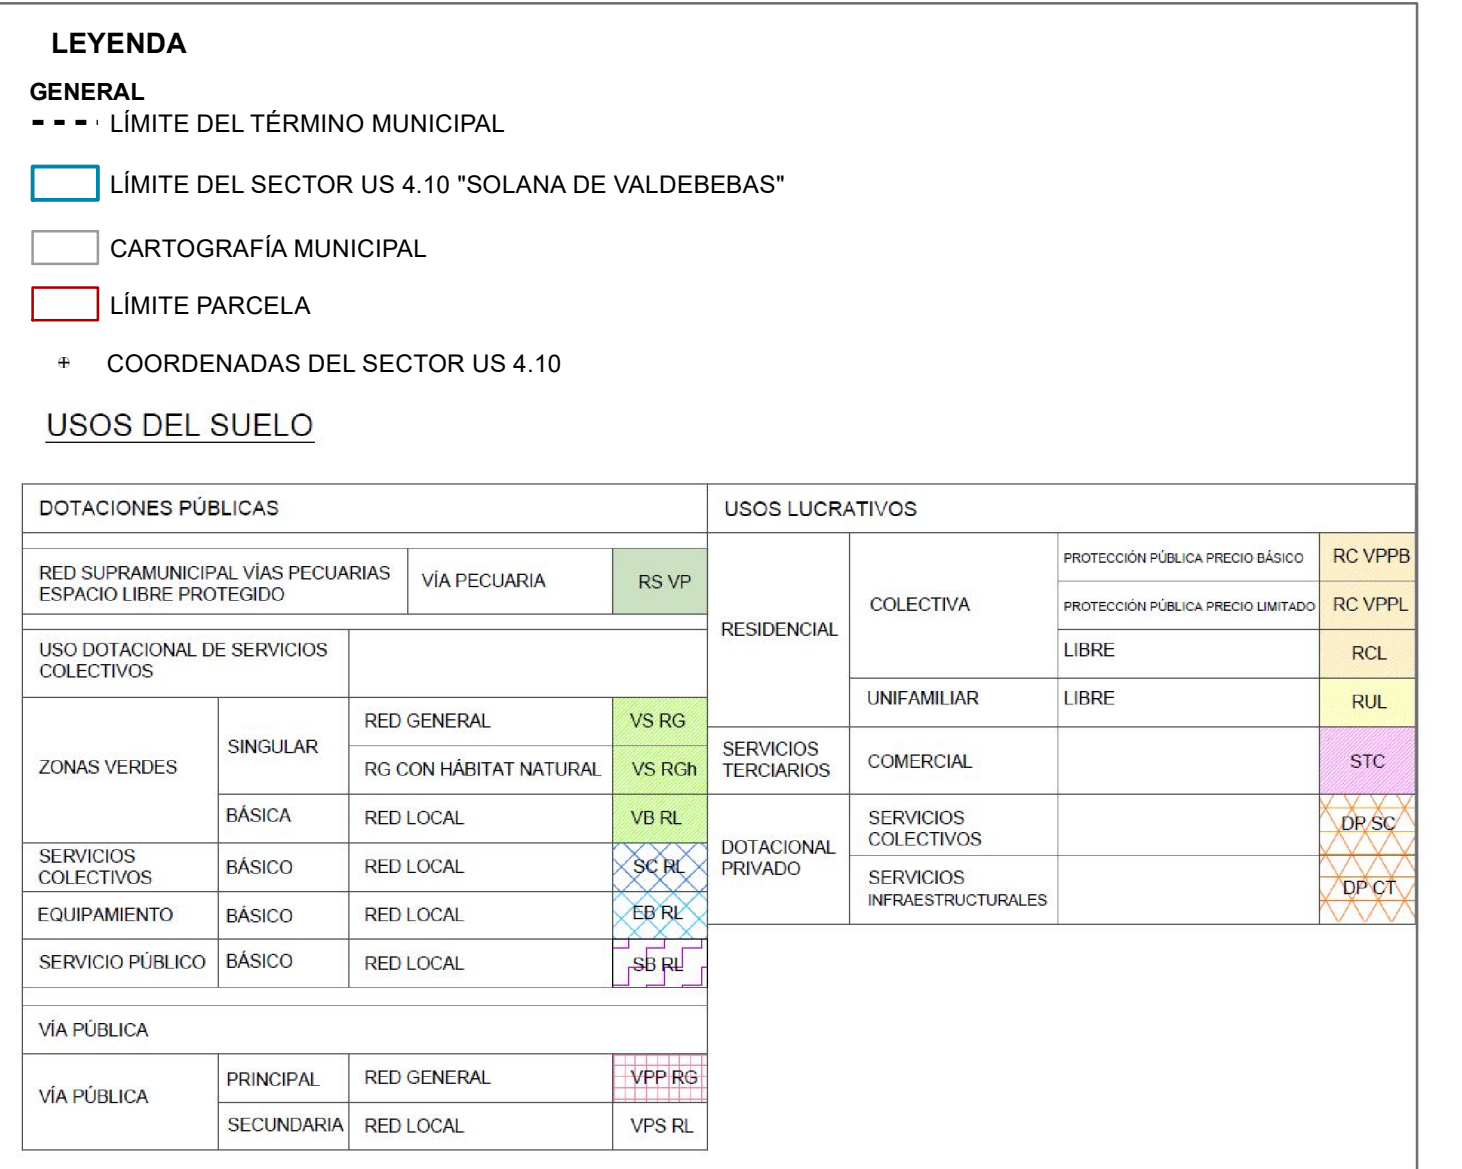 LEYENDA
GENERAL
LÍMITE DEL TÉRMINO MUNICIPAL
LÍMITE DEL SECTOR US 4.10 "SOLANA DE VALDEBEBAS"
CARTOGRAFÍA MUNICIPAL
LÍMITE PARCELA
COORDENADAS DEL SECTOR US 4.10
USOS DEL SUELO
DOTACIONES PÚBLICAS
RED SUPRAMUNICIPAL VÍAS PECUARIAS
ESPACIO LIBRE PROTEGIDO
VÍA PECUARIA
RS VP
USO DOTACIONAL DE SERVICIOS
COLECTIVOS
ZONAS VERDES
SINGULAR
RED GENERAL
VS RG
RG CON HÁBITAT NATURAL
VS RGh
BÁSICA
RED LOCAL
VB RL
SERVICIOS
COLECTIVOS
BÁSICO
RED LOCAL
SC RL
EQUIPAMIENTO
BÁSICO
RED LOCAL
EB RL
SERVICIO PÚBLICO
BÁSICO
RED LOCAL
SB RL
VÍA PÚBLICA
VÍA PÚBLICA
PRINCIPAL
RED GENERAL
VPP RG
SECUNDARIA
RED LOCAL
VPS RL
USOS LUCRATIVOS
RESIDENCIAL
COLECTIVA
PROTECCIÓN PÚBLICA PRECIO BÁSICO
RC VPPB
PROTECCIÓN PÚBLICA PRECIO LIMITADO
RC VPPL
LIBRE
RCL
UNIFAMILIAR
LIBRE
RUL
SERVICIOS
TERCIARIOS
COMERCIAL
STC
DOTACIONAL
PRIVADO
SERVICIOS
COLECTIVOS
DP SC
SERVICIOS
INFRAESTRUCTURALES
DP CT